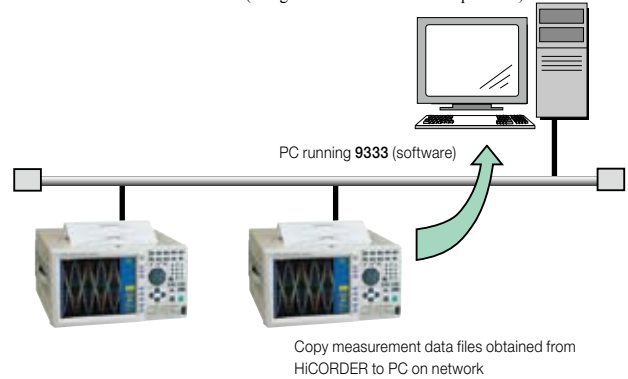 PC running 9333 (software)
Copy measurement data files obtained from
HiCORDER to PC on network